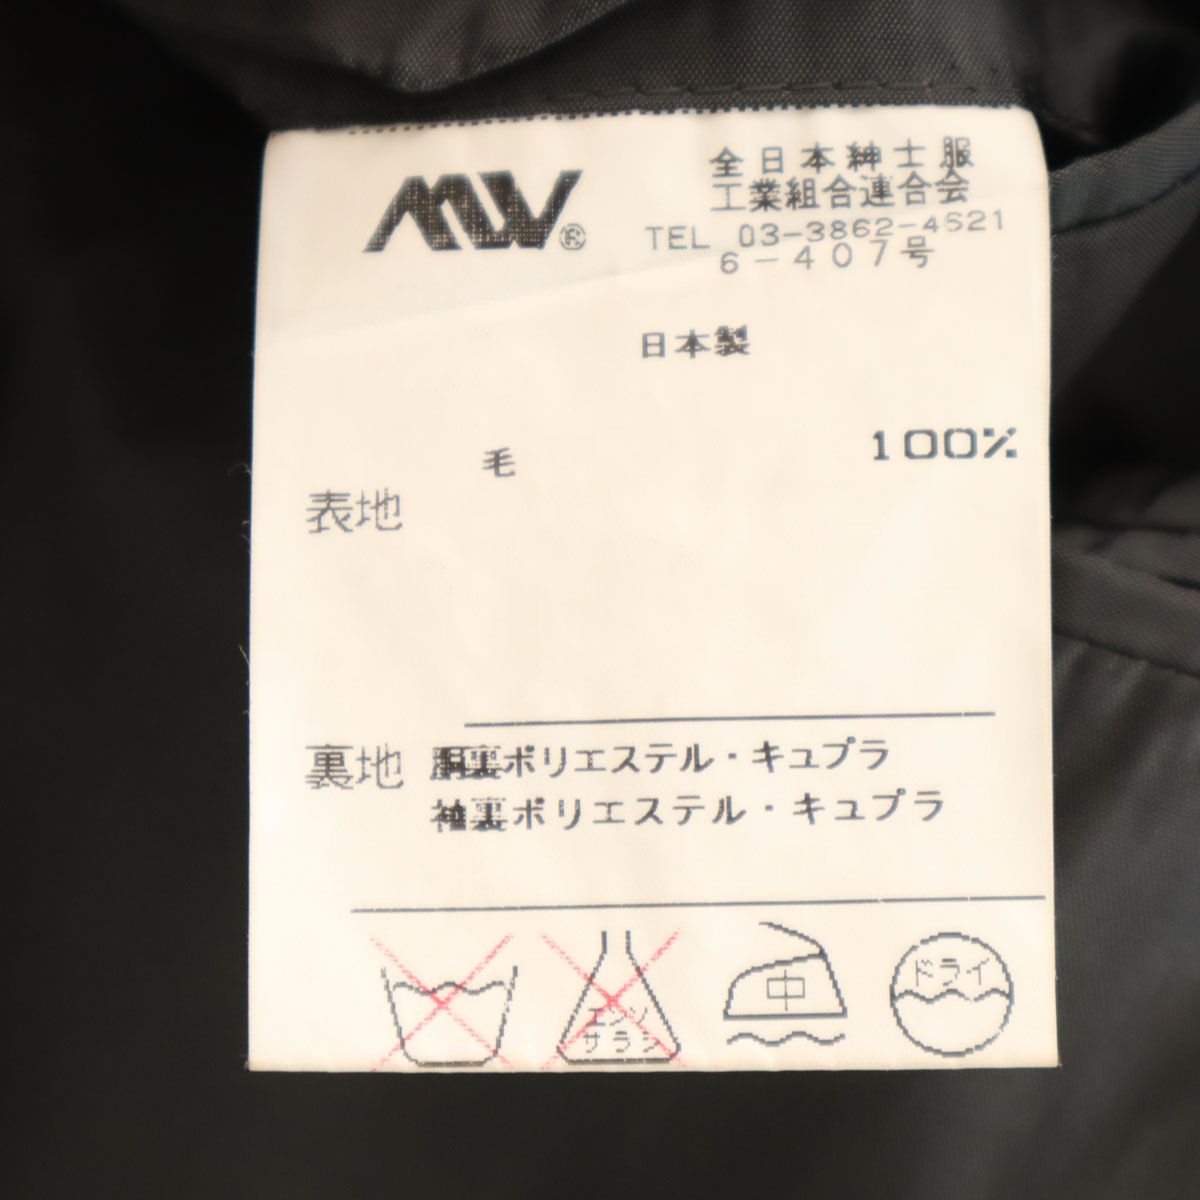 MW®
全日本紳士服
工業組合連合会
TEL 03-3862-4621
6-407号
日本製
毛 100%
表地
裏地 胴裏ポリエステル・キュプラ
袖裏ポリエステル・キュプラ
エンソ
サラシ
中
ドライ